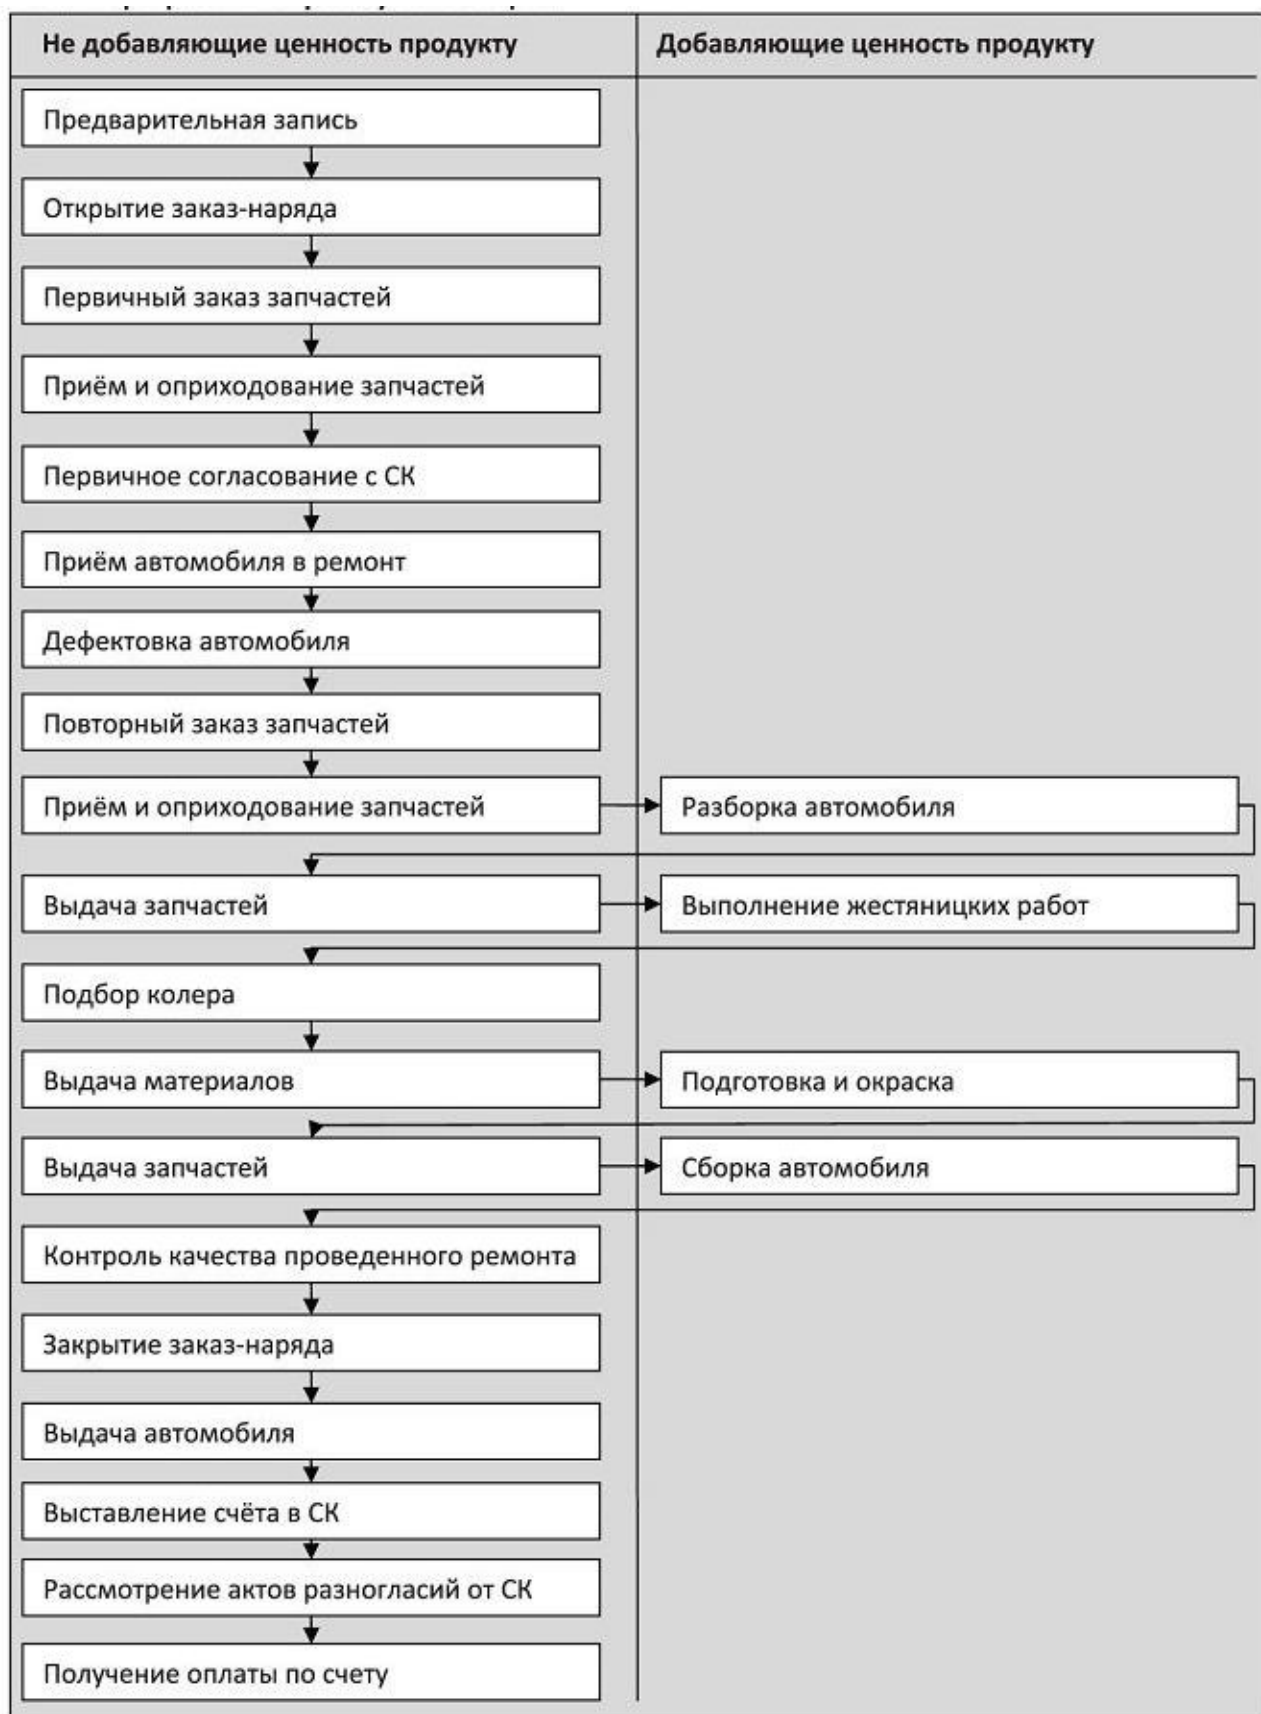 Не добавляющие ценность продукту
Добавляющие ценность продукту
Предварительная запись
Открытие заказ-наряда
Первичный заказ запчастей
Приём и оприходование запчастей
Первичное согласование с СК
Приём автомобиля в ремонт
Дефектовка автомобиля
Повторный заказ запчастей
Приём и оприходование запчастей
Разборка автомобиля
Выдача запчастей
Выполнение жестяницких работ
Подбор колера
Выдача материалов
Подготовка и окраска
Выдача запчастей
Сборка автомобиля
Контроль качества проведенного ремонта
Закрытие заказ-наряда
Выдача автомобиля
Выставление счёта в СК
Рассмотрение актов разногласий от СК
Получение оплаты по счету